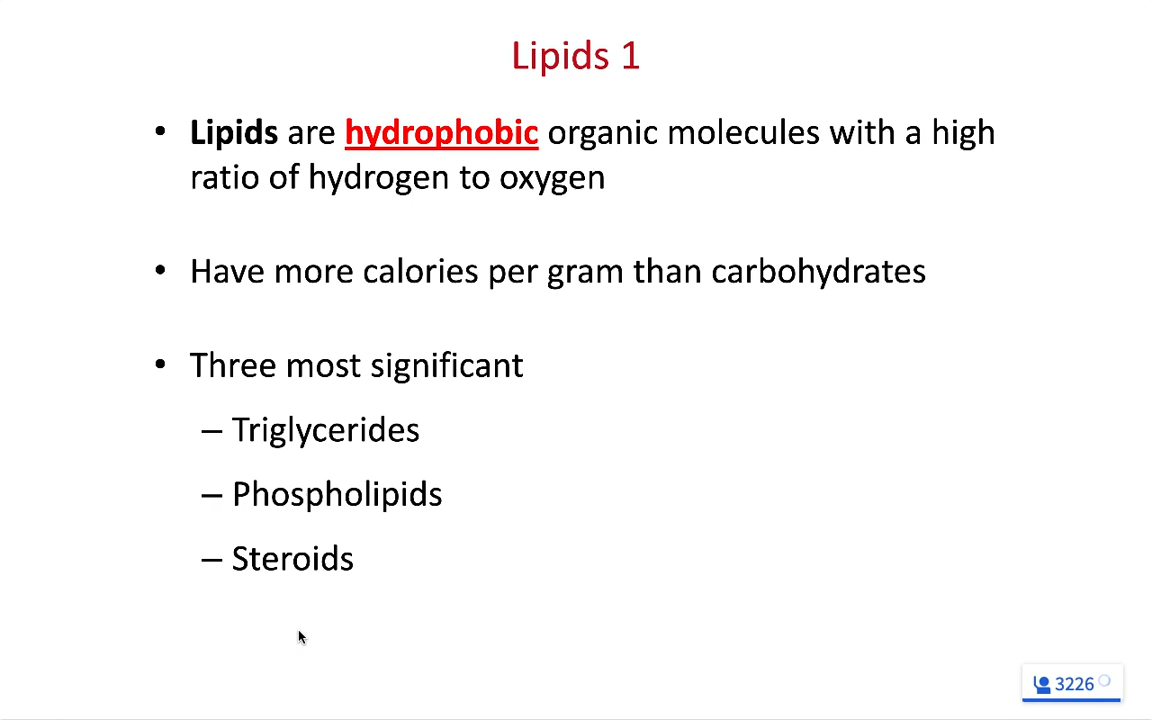 Lipids 1
• Lipids are hydrophobic organic molecules with a high
ratio of hydrogen to oxygen
• Have more calories per gram than carbohydrates
• Three most significant
– Triglycerides
– Phospholipids
– Steroids
3226